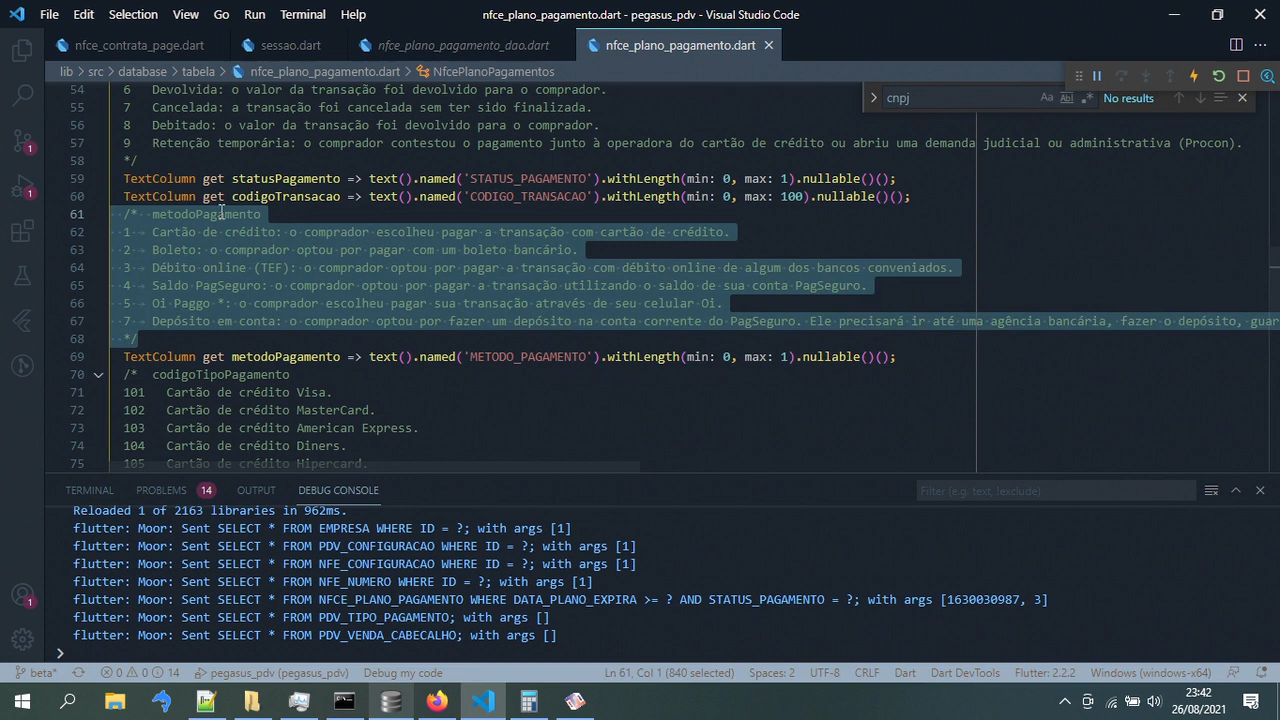 File Edit Selection View Go Run Terminal Help nfce_plano_pagamento.dart - pegasus_pdv - Visual Studio Code
nfce_contrata_page.dart sessao.dart nfce_plano_pagamento_dao.dart nfce_plano_pagamento.dart
lib > src > database > tabela > nfce_plano_pagamento.dart > NfcePlanoPagamentos
cnpj Aa ab .* No results
54 6 Devolvida: o valor da transação foi devolvido para o comprador.
55 7 Cancelada: a transação foi cancelada sem ter sido finalizada.
56 8 Debitado: o valor da transação foi devolvido para o comprador.
57 9 Retenção temporária: o comprador contestou o pagamento junto à operadora do cartão de crédito ou abriu uma demanda judicial ou administrativa (Procon).
58 */
59 TextColumn get statusPagamento => text().named('STATUS_PAGAMENTO').withLength(min: 0, max: 1).nullable()();
60 TextColumn get codigoTransacao => text().named('CODIGO_TRANSACAO').withLength(min: 0, max: 100).nullable()();
61 /* metodoPagamento
62 1 Cartão de crédito: o comprador escolheu pagar a transação com cartão de crédito.
63 2 Boleto: o comprador optou por pagar com um boleto bancário.
64 3 Débito online (TEF): o comprador optou por pagar a transação com débito online de algum dos bancos conveniados.
65 4 Saldo PagSeguro: o comprador optou por pagar a transação utilizando o saldo de sua conta PagSeguro.
66 5 Oi Paggo *: o comprador escolheu pagar sua transação através de seu celular Oi.
67 7 Depósito em conta: o comprador optou por fazer um depósito na conta corrente do PagSeguro. Ele precisará ir até uma agência bancária, fazer o depósito, guar
68 */
69 TextColumn get metodoPagamento => text().named('METODO_PAGAMENTO').withLength(min: 0, max: 1).nullable()();
70 /* codigoTipoPagamento
71 101 Cartão de crédito Visa.
72 102 Cartão de crédito MasterCard.
73 103 Cartão de crédito American Express.
74 104 Cartão de crédito Diners.
75 105 Cartão de crédito Hipercard.
TERMINAL PROBLEMS 14 OUTPUT DEBUG CONSOLE Filter (e.g. text, !exclude)
Reloaded 1 of 2163 libraries in 962ms.
flutter: Moor: Sent SELECT * FROM EMPRESA WHERE ID = ?; with args [1]
flutter: Moor: Sent SELECT * FROM PDV_CONFIGURACAO WHERE ID = ?; with args [1]
flutter: Moor: Sent SELECT * FROM NFE_CONFIGURACAO WHERE ID = ?; with args [1]
flutter: Moor: Sent SELECT * FROM NFE_NUMERO WHERE ID = ?; with args [1]
flutter: Moor: Sent SELECT * FROM NFCE_PLANO_PAGAMENTO WHERE DATA_PLANO_EXPIRA >= ? AND STATUS_PAGAMENTO = ?; with args [1630030987, 3]
flutter: Moor: Sent SELECT * FROM PDV_TIPO_PAGAMENTO; with args []
flutter: Moor: Sent SELECT * FROM PDV_VENDA_CABECALHO; with args []
1
1
1
beta* 0 0 14 pegasus_pdv (pegasus_pdv) Debug my code Ln 61, Col 1 (840 selected) Spaces: 2 UTF-8 CRLF Dart Dart DevTools Flutter: 2.2.2 Windows (windows-x64)
23:42
26/08/2021